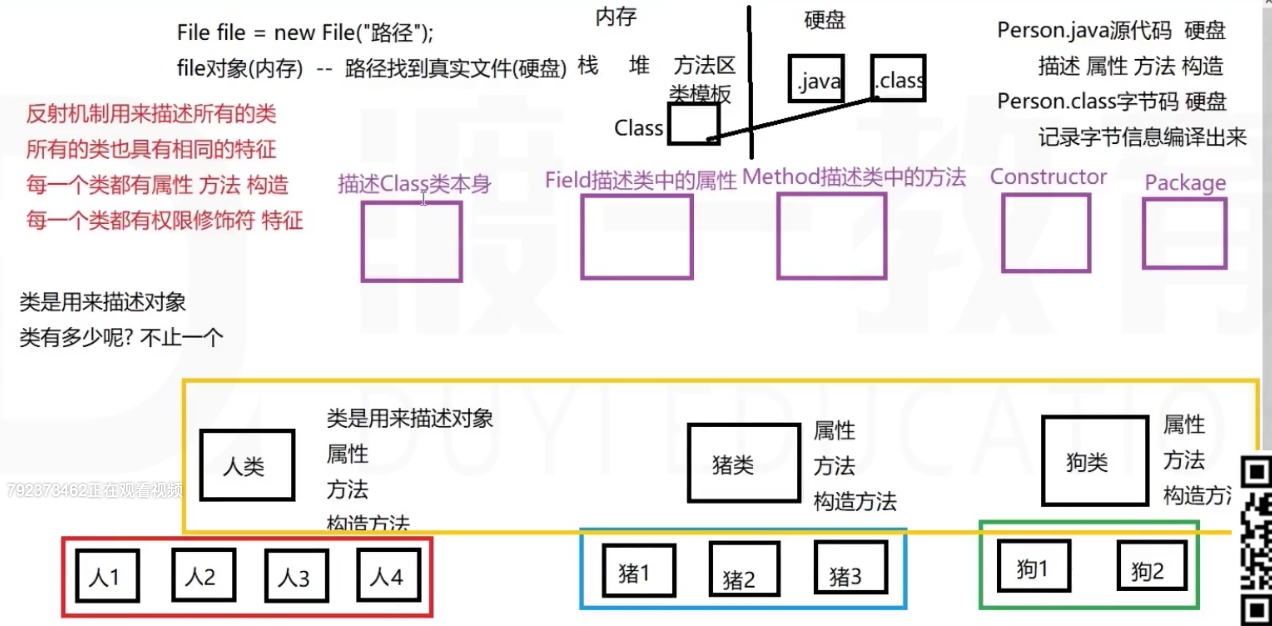 File file = new File("路径");
file对象(内存) -- 路径找到真实文件(硬盘)
内存
栈 堆 方法区
类模板
Class
硬盘
.java
.class
Person.java源代码 硬盘
描述 属性 方法 构造
Person.class字节码 硬盘
记录字节信息编译出来
反射机制用来描述所有的类
所有的类也具有相同的特征
每一个类都有属性 方法 构造
每一个类都有权限修饰符 特征
描述Class类本身
Field描述类中的属性
Method描述类中的方法
Constructor
Package
类是用来描述对象
类有多少呢? 不止一个
渡一教育
DUYI EDUCATIO
人类
类是用来描述对象
属性
方法
构造方法
猪类
属性
方法
构造方法
狗类
属性
方法
构造方法
792373462正在观看视频
人1
人2
人3
人4
猪1
猪2
猪3
狗1
狗2